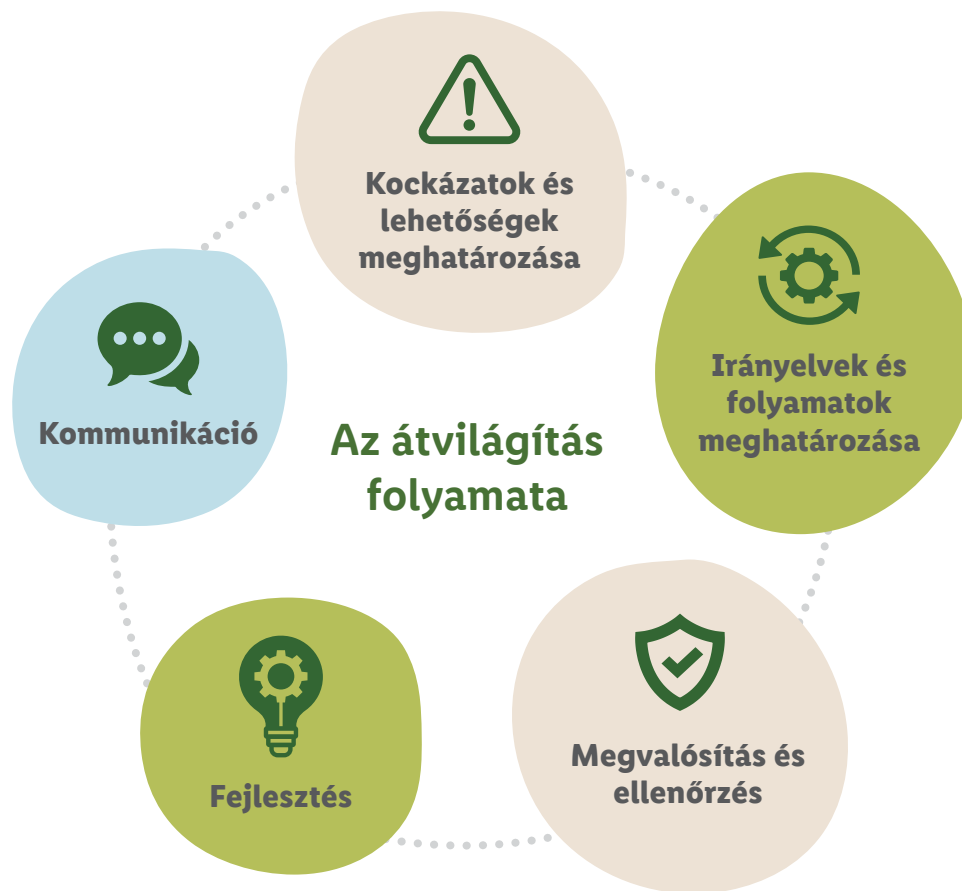 Kockázatok és
lehetőségek
meghatározása
Irányelvek és
folyamatok
meghatározása
Kommunikáció
Az átvilágítás
folyamata
Megvalósítás és
ellenőrzés
Fejlesztés